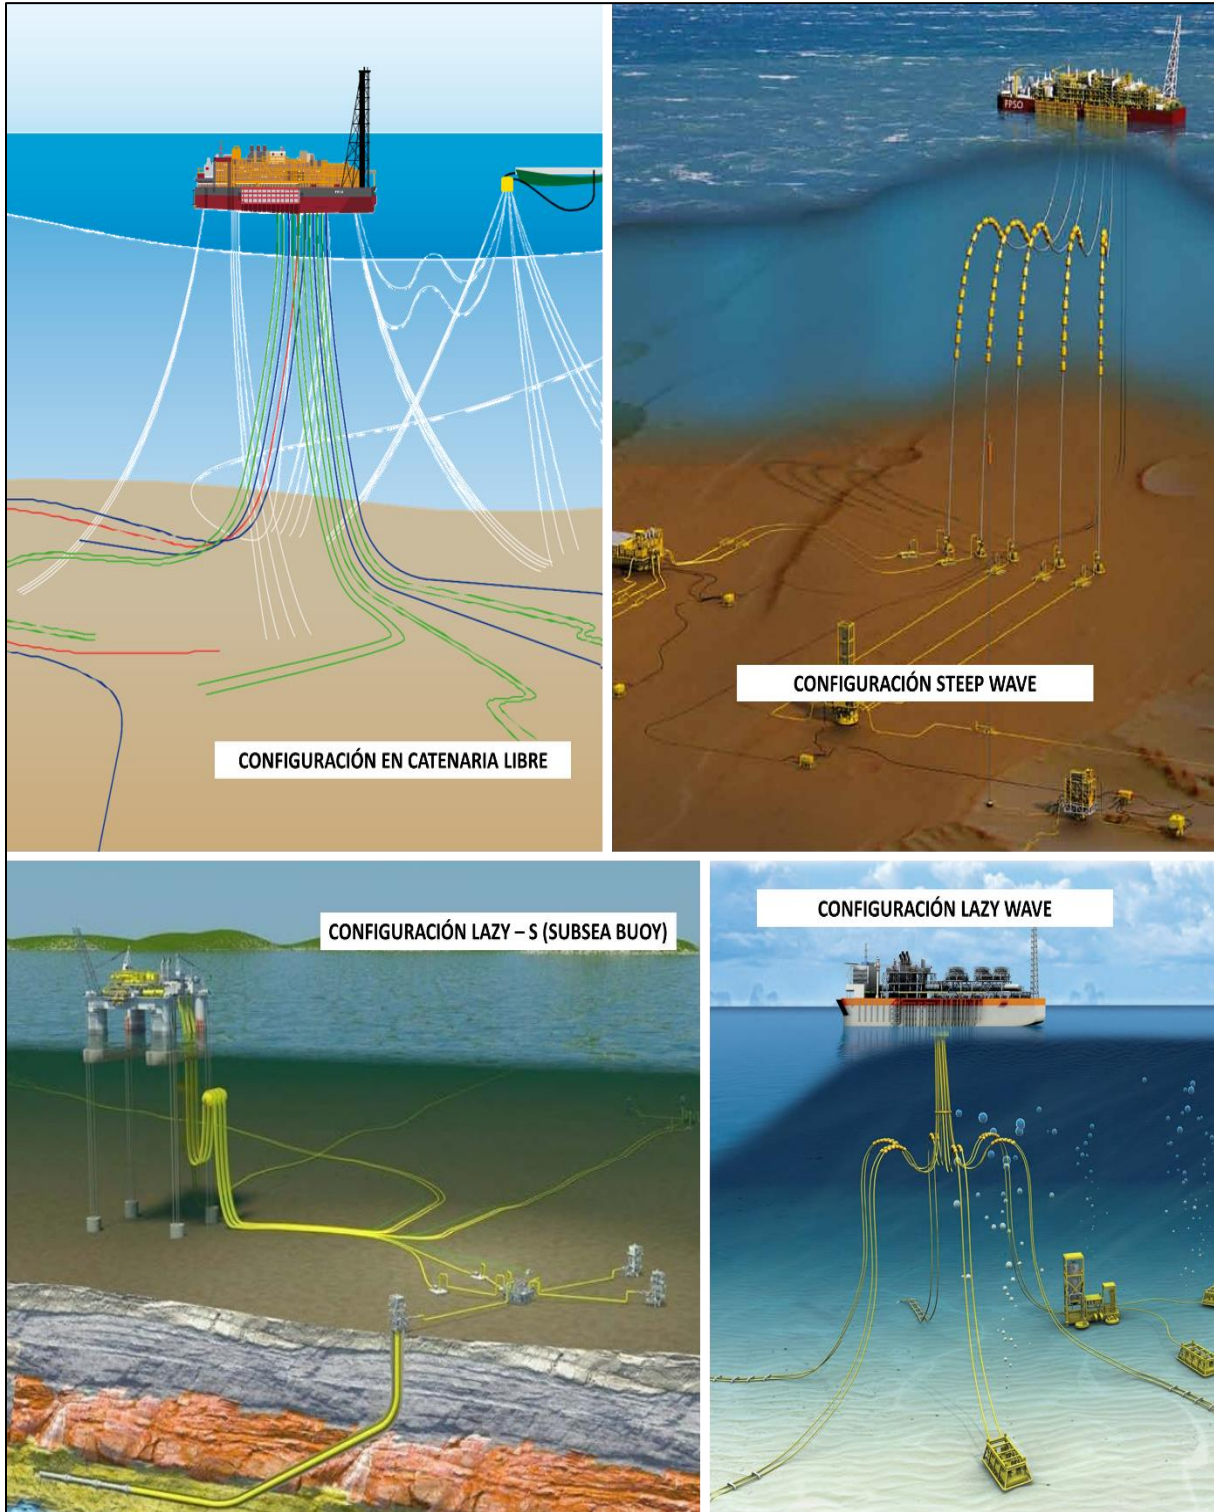 FPSO
CONFIGURACIÓN EN CATENARIA LIBRE
CONFIGURACIÓN STEEP WAVE
CONFIGURACIÓN LAZY – S (SUBSEA BUOY)
CONFIGURACIÓN LAZY WAVE